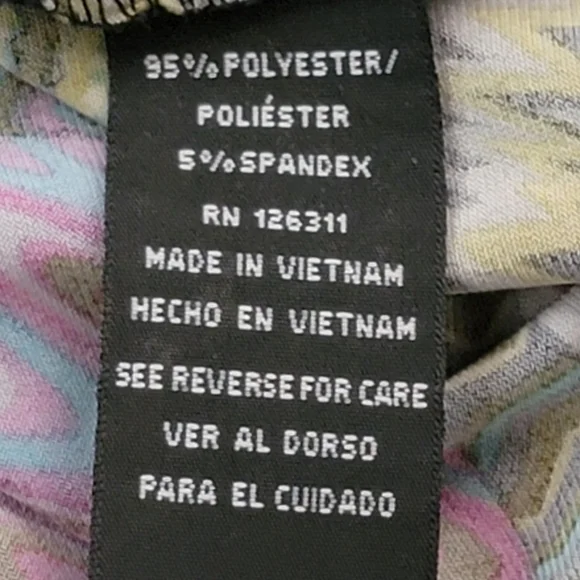 95% POLYESTER/
POLIÉSTER
5% SPANDEX
RN 126311
MADE IN VIETNAM
HECHO EN VIETNAM
SEE REVERSE FOR CARE
VER AL DORSO
PARA EL CUIDADO